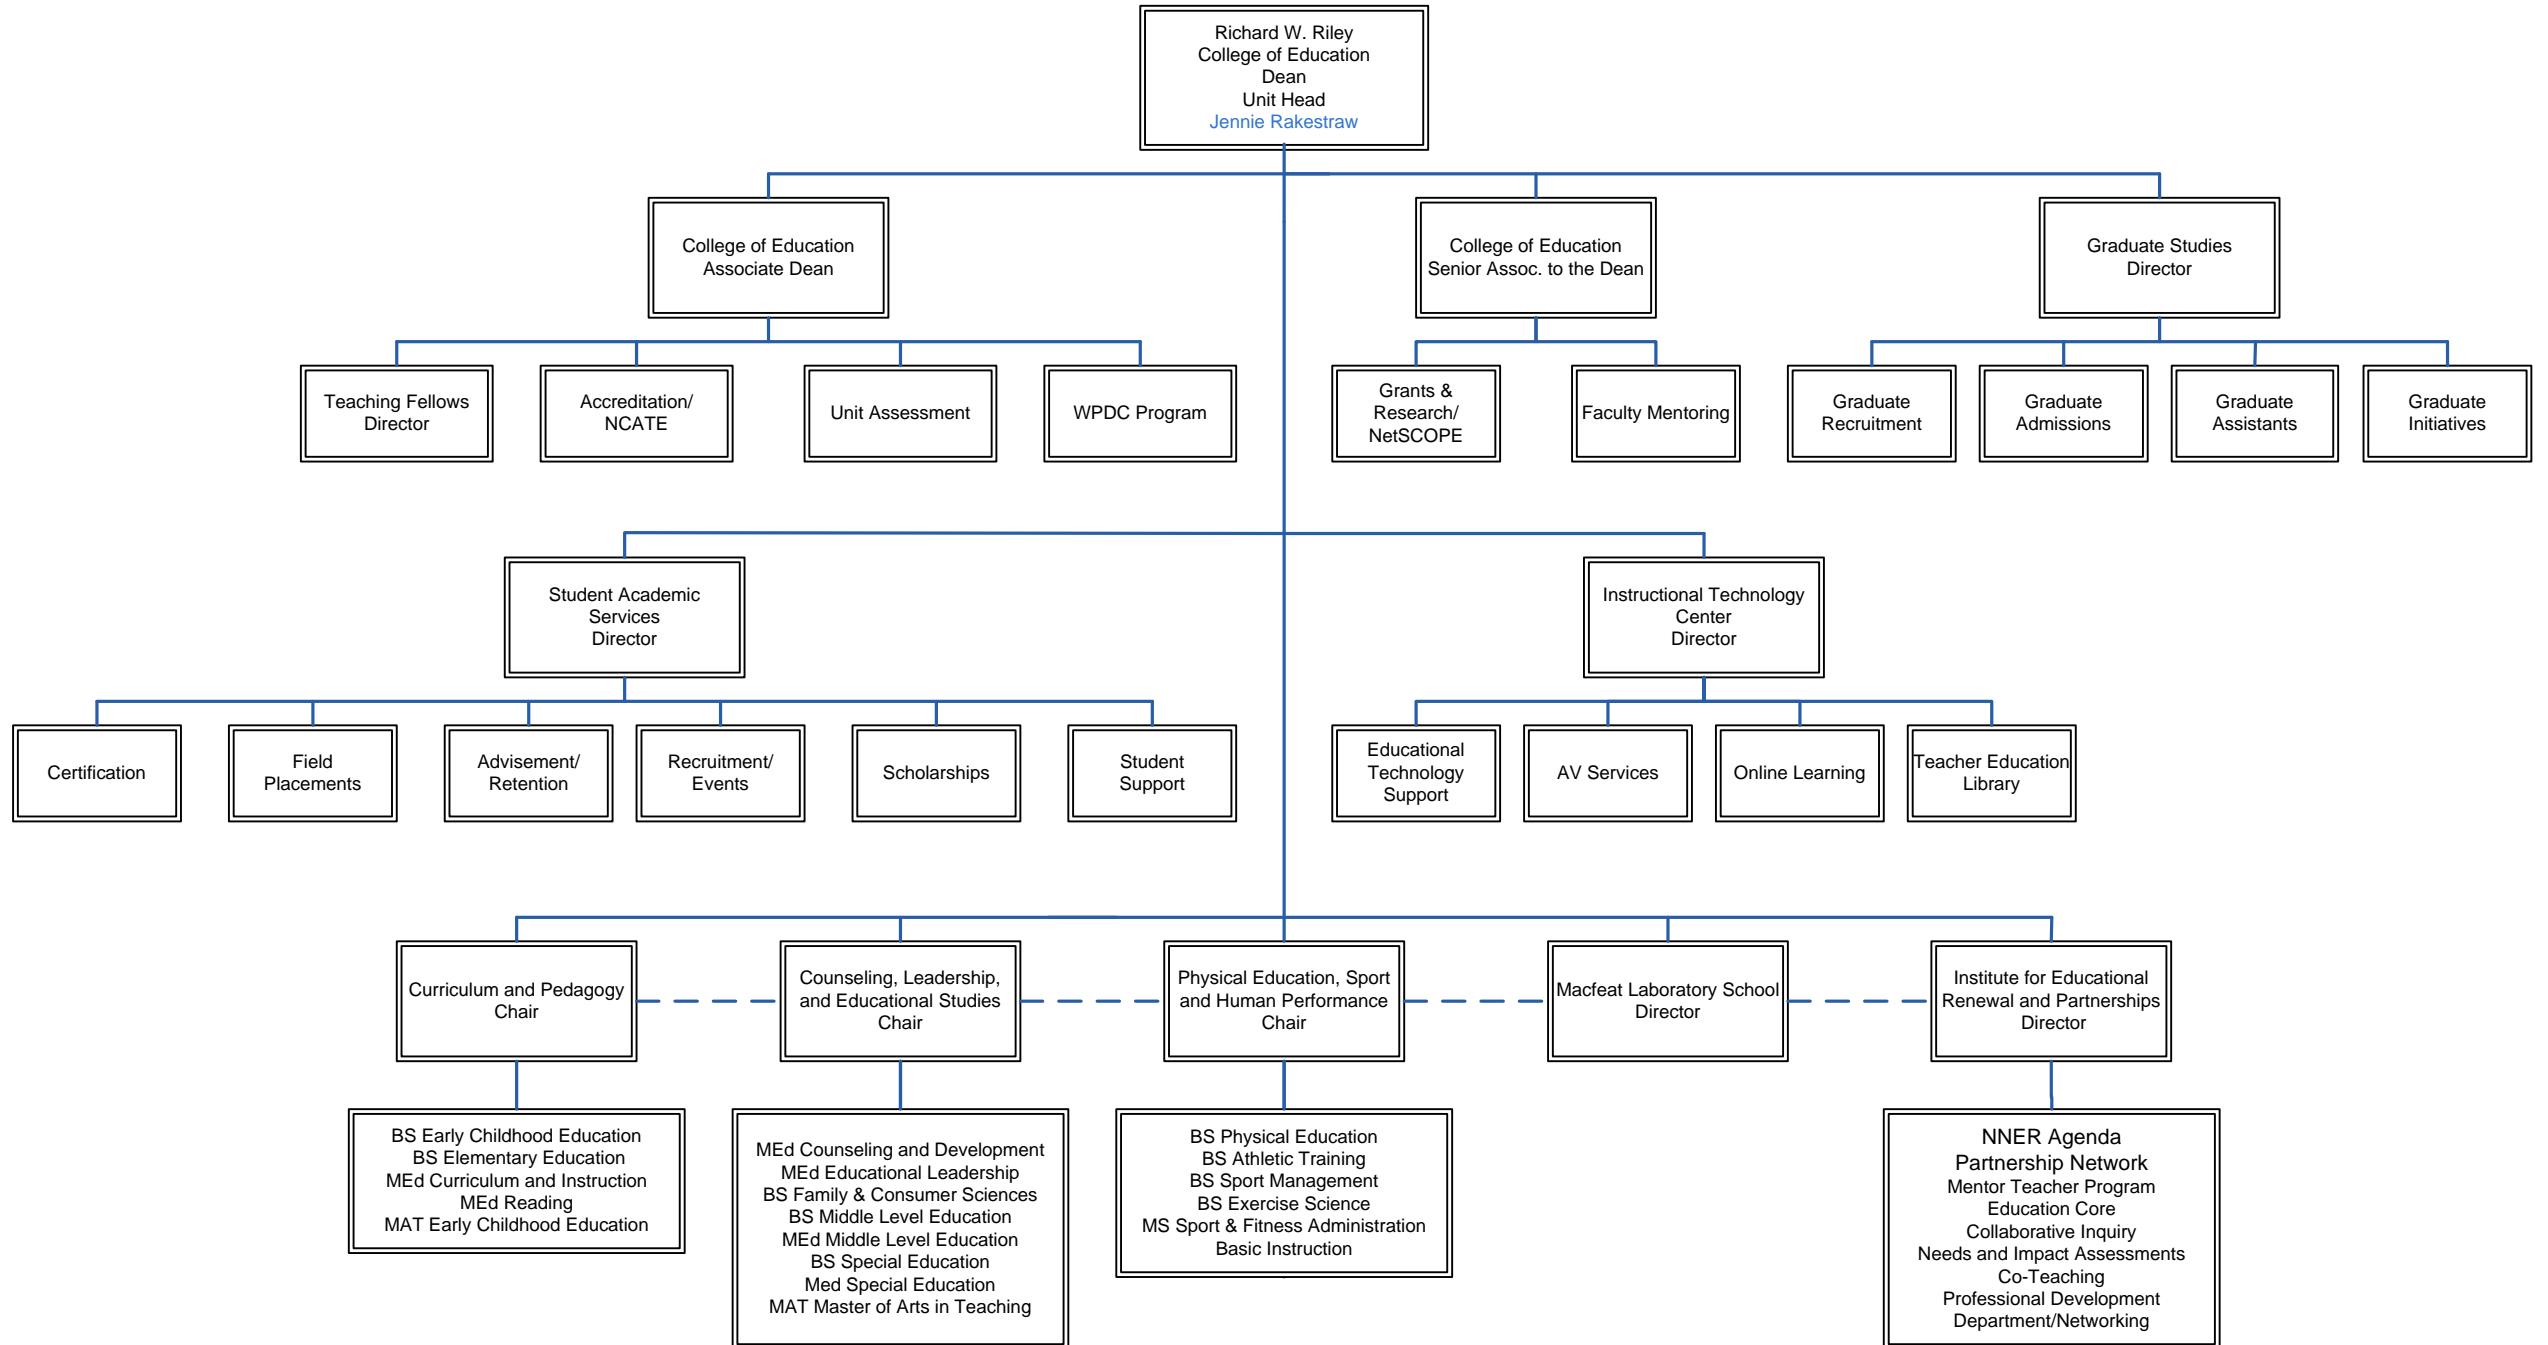 Richard W. Riley
College of Education
Dean
Unit Head
Jennie Rakestraw
College of Education
Associate Dean
College of Education
Senior Assoc. to the Dean
Graduate Studies
Director
Teaching Fellows
Director
Accreditation/
NCATE
Unit Assessment
WPDC Program
Grants &
Research/
NetSCOPE
Faculty Mentoring
Graduate
Recruitment
Graduate
Admissions
Graduate
Assistants
Graduate
Initiatives
Student Academic
Services
Director
Instructional Technology
Center
Director
Certification
Field
Placements
Advisement/
Retention
Recruitment/
Events
Scholarships
Student
Support
Educational
Technology
Support
AV Services
Online Learning
Teacher Education
Library
Curriculum and Pedagogy
Chair
Counseling, Leadership,
and Educational Studies
Chair
Physical Education, Sport
and Human Performance
Chair
Macfeat Laboratory School
Director
Institute for Educational
Renewal and Partnerships
Director
BS Early Childhood Education
BS Elementary Education
MEd Curriculum and Instruction
MEd Reading
MAT Early Childhood Education
MEd Counseling and Development
MEd Educational Leadership
BS Family & Consumer Sciences
BS Middle Level Education
MEd Middle Level Education
BS Special Education
Med Special Education
MAT Master of Arts in Teaching
BS Physical Education
BS Athletic Training
BS Sport Management
BS Exercise Science
MS Sport & Fitness Administration
Basic Instruction
NNER Agenda
Partnership Network
Mentor Teacher Program
Education Core
Collaborative Inquiry
Needs and Impact Assessments
Co-Teaching
Professional Development
Department/Networking